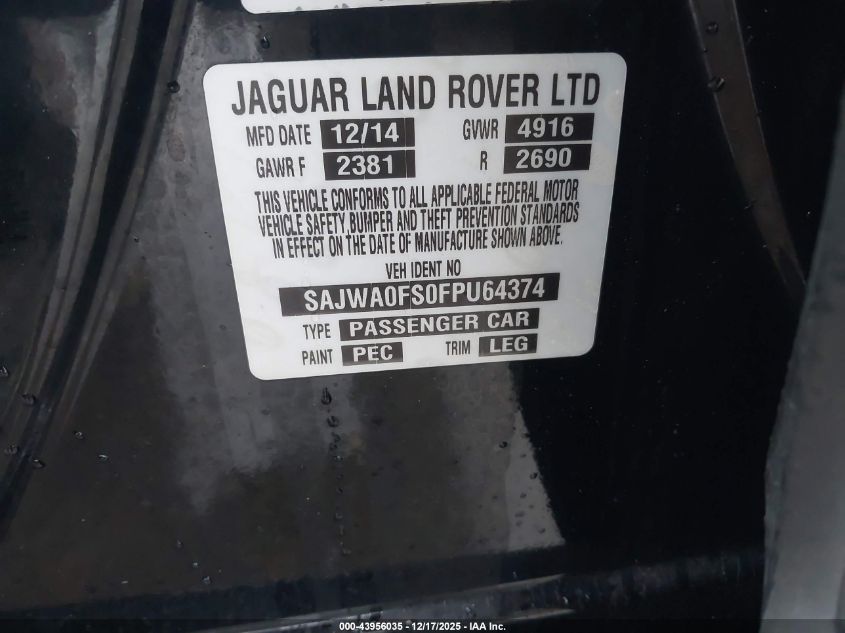 JAGUAR LAND ROVER LTD
MFD DATE 12/14 GVWR 4916
GAWR F 2381 R 2690
THIS VEHICLE CONFORMS TO ALL APPLICABLE FEDERAL MOTOR
VEHICLE SAFETY,BUMPER AND THEFT PREVENTION STANDARDS
IN EFFECT ON THE DATE OF MANUFACTURE SHOWN ABOVE.
VEH IDENT NO
SAJWA0FS0FPU64374
TYPE PASSENGER CAR
PAINT PEC TRIM LEG
000-43956035 - 12/17/2025 - IAA Inc.